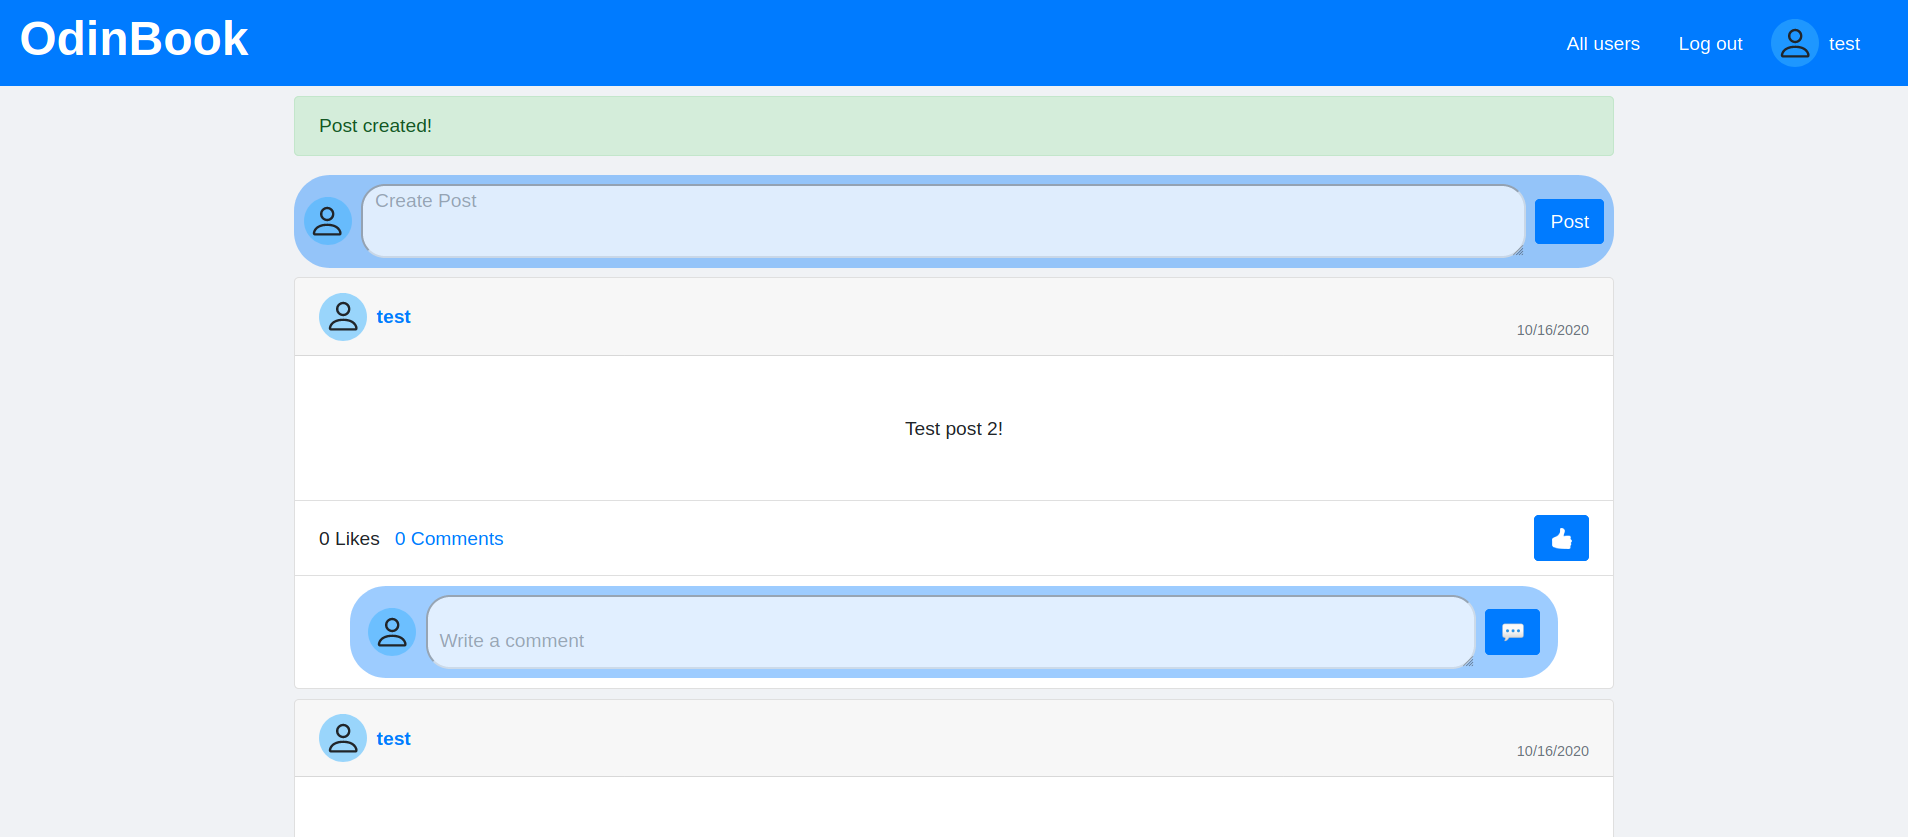 OdinBook
All users Log out test
Post created!
Create Post
Post
test
10/16/2020
Test post 2!
0 Likes 0 Comments
Write a comment
test
10/16/2020